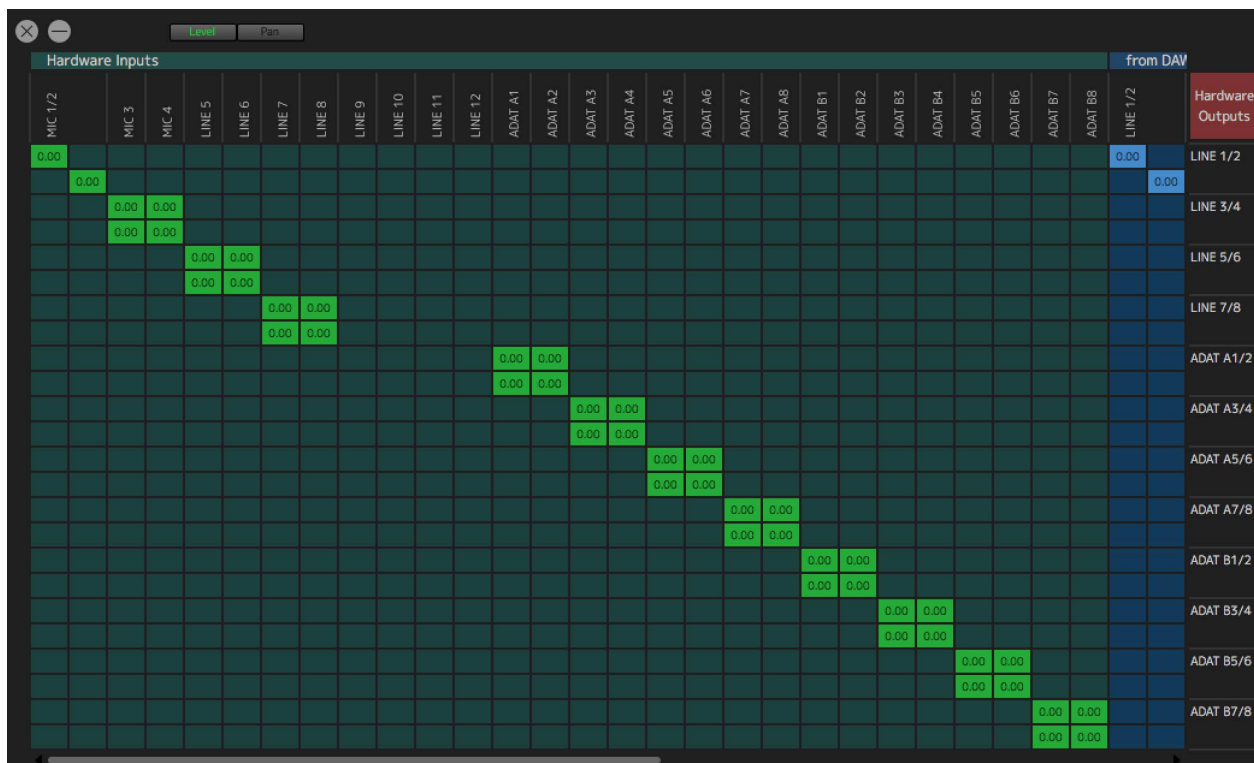 Level Pan
Hardware Inputs from DAW
MIC 1/2 MIC 3 MIC 4 LINE 5 LINE 6 LINE 7 LINE 8 LINE 9 LINE 10 LINE 11 LINE 12 ADAT A1 ADAT A2 ADAT A3 ADAT A4 ADAT A5 ADAT A6 ADAT A7 ADAT A8 ADAT B1 ADAT B2 ADAT B3 ADAT B4 ADAT B5 ADAT B6 ADAT B7 ADAT B8 LINE 1/2 Hardware Outputs
0.00 0.00 LINE 1/2
0.00 0.00
0.00 0.00 LINE 3/4
0.00 0.00
0.00 0.00 LINE 5/6
0.00 0.00
0.00 0.00 LINE 7/8
0.00 0.00
0.00 0.00 ADAT A1/2
0.00 0.00
0.00 0.00 ADAT A3/4
0.00 0.00
0.00 0.00 ADAT A5/6
0.00 0.00
0.00 0.00 ADAT A7/8
0.00 0.00
0.00 0.00 ADAT B1/2
0.00 0.00
0.00 0.00 ADAT B3/4
0.00 0.00
0.00 0.00 ADAT B5/6
0.00 0.00
0.00 0.00 ADAT B7/8
0.00 0.00